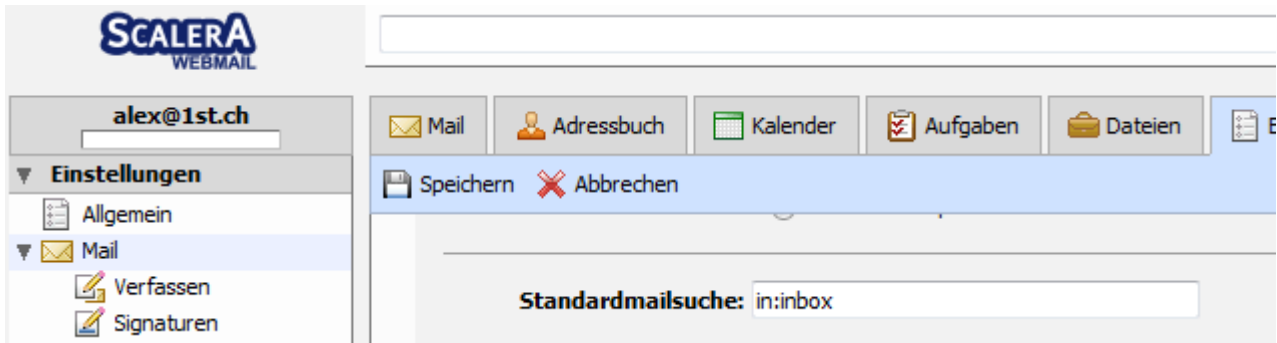 SCALERA
WEBMAIL
alex@1st.ch
Mail
Adressbuch
Kalender
Aufgaben
Dateien
E
Einstellungen
Speichern
Abbrechen
Allgemein
Mail
Verfassen
Signaturen
Standardmailsuche: in:inbox